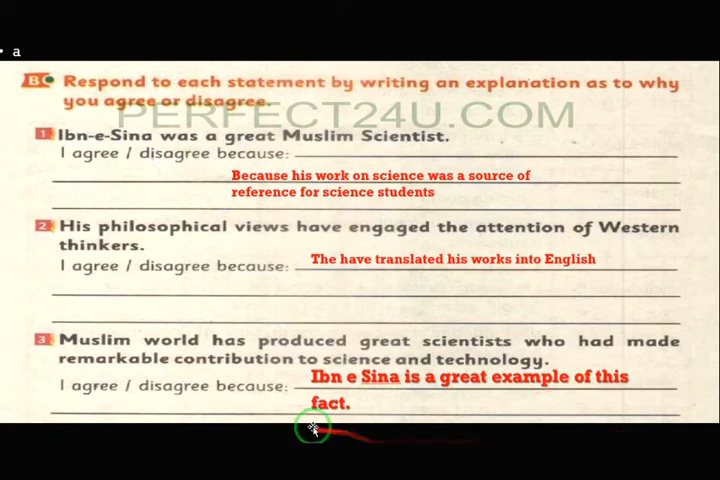 • a
B Respond to each statement by writing an explanation as to why
you agree or disagree.
PERFECT24U.COM
1 Ibn-e-Sina was a great Muslim Scientist.
I agree / disagree because:
Because his work on science was a source of
reference for science students
2 His philosophical views have engaged the attention of Western
thinkers.
I agree / disagree because:
The have translated his works into English
3 Muslim world has produced great scientists who had made
remarkable contribution to science and technology.
I agree / disagree because:
Ibn e Sina is a great example of this
fact.